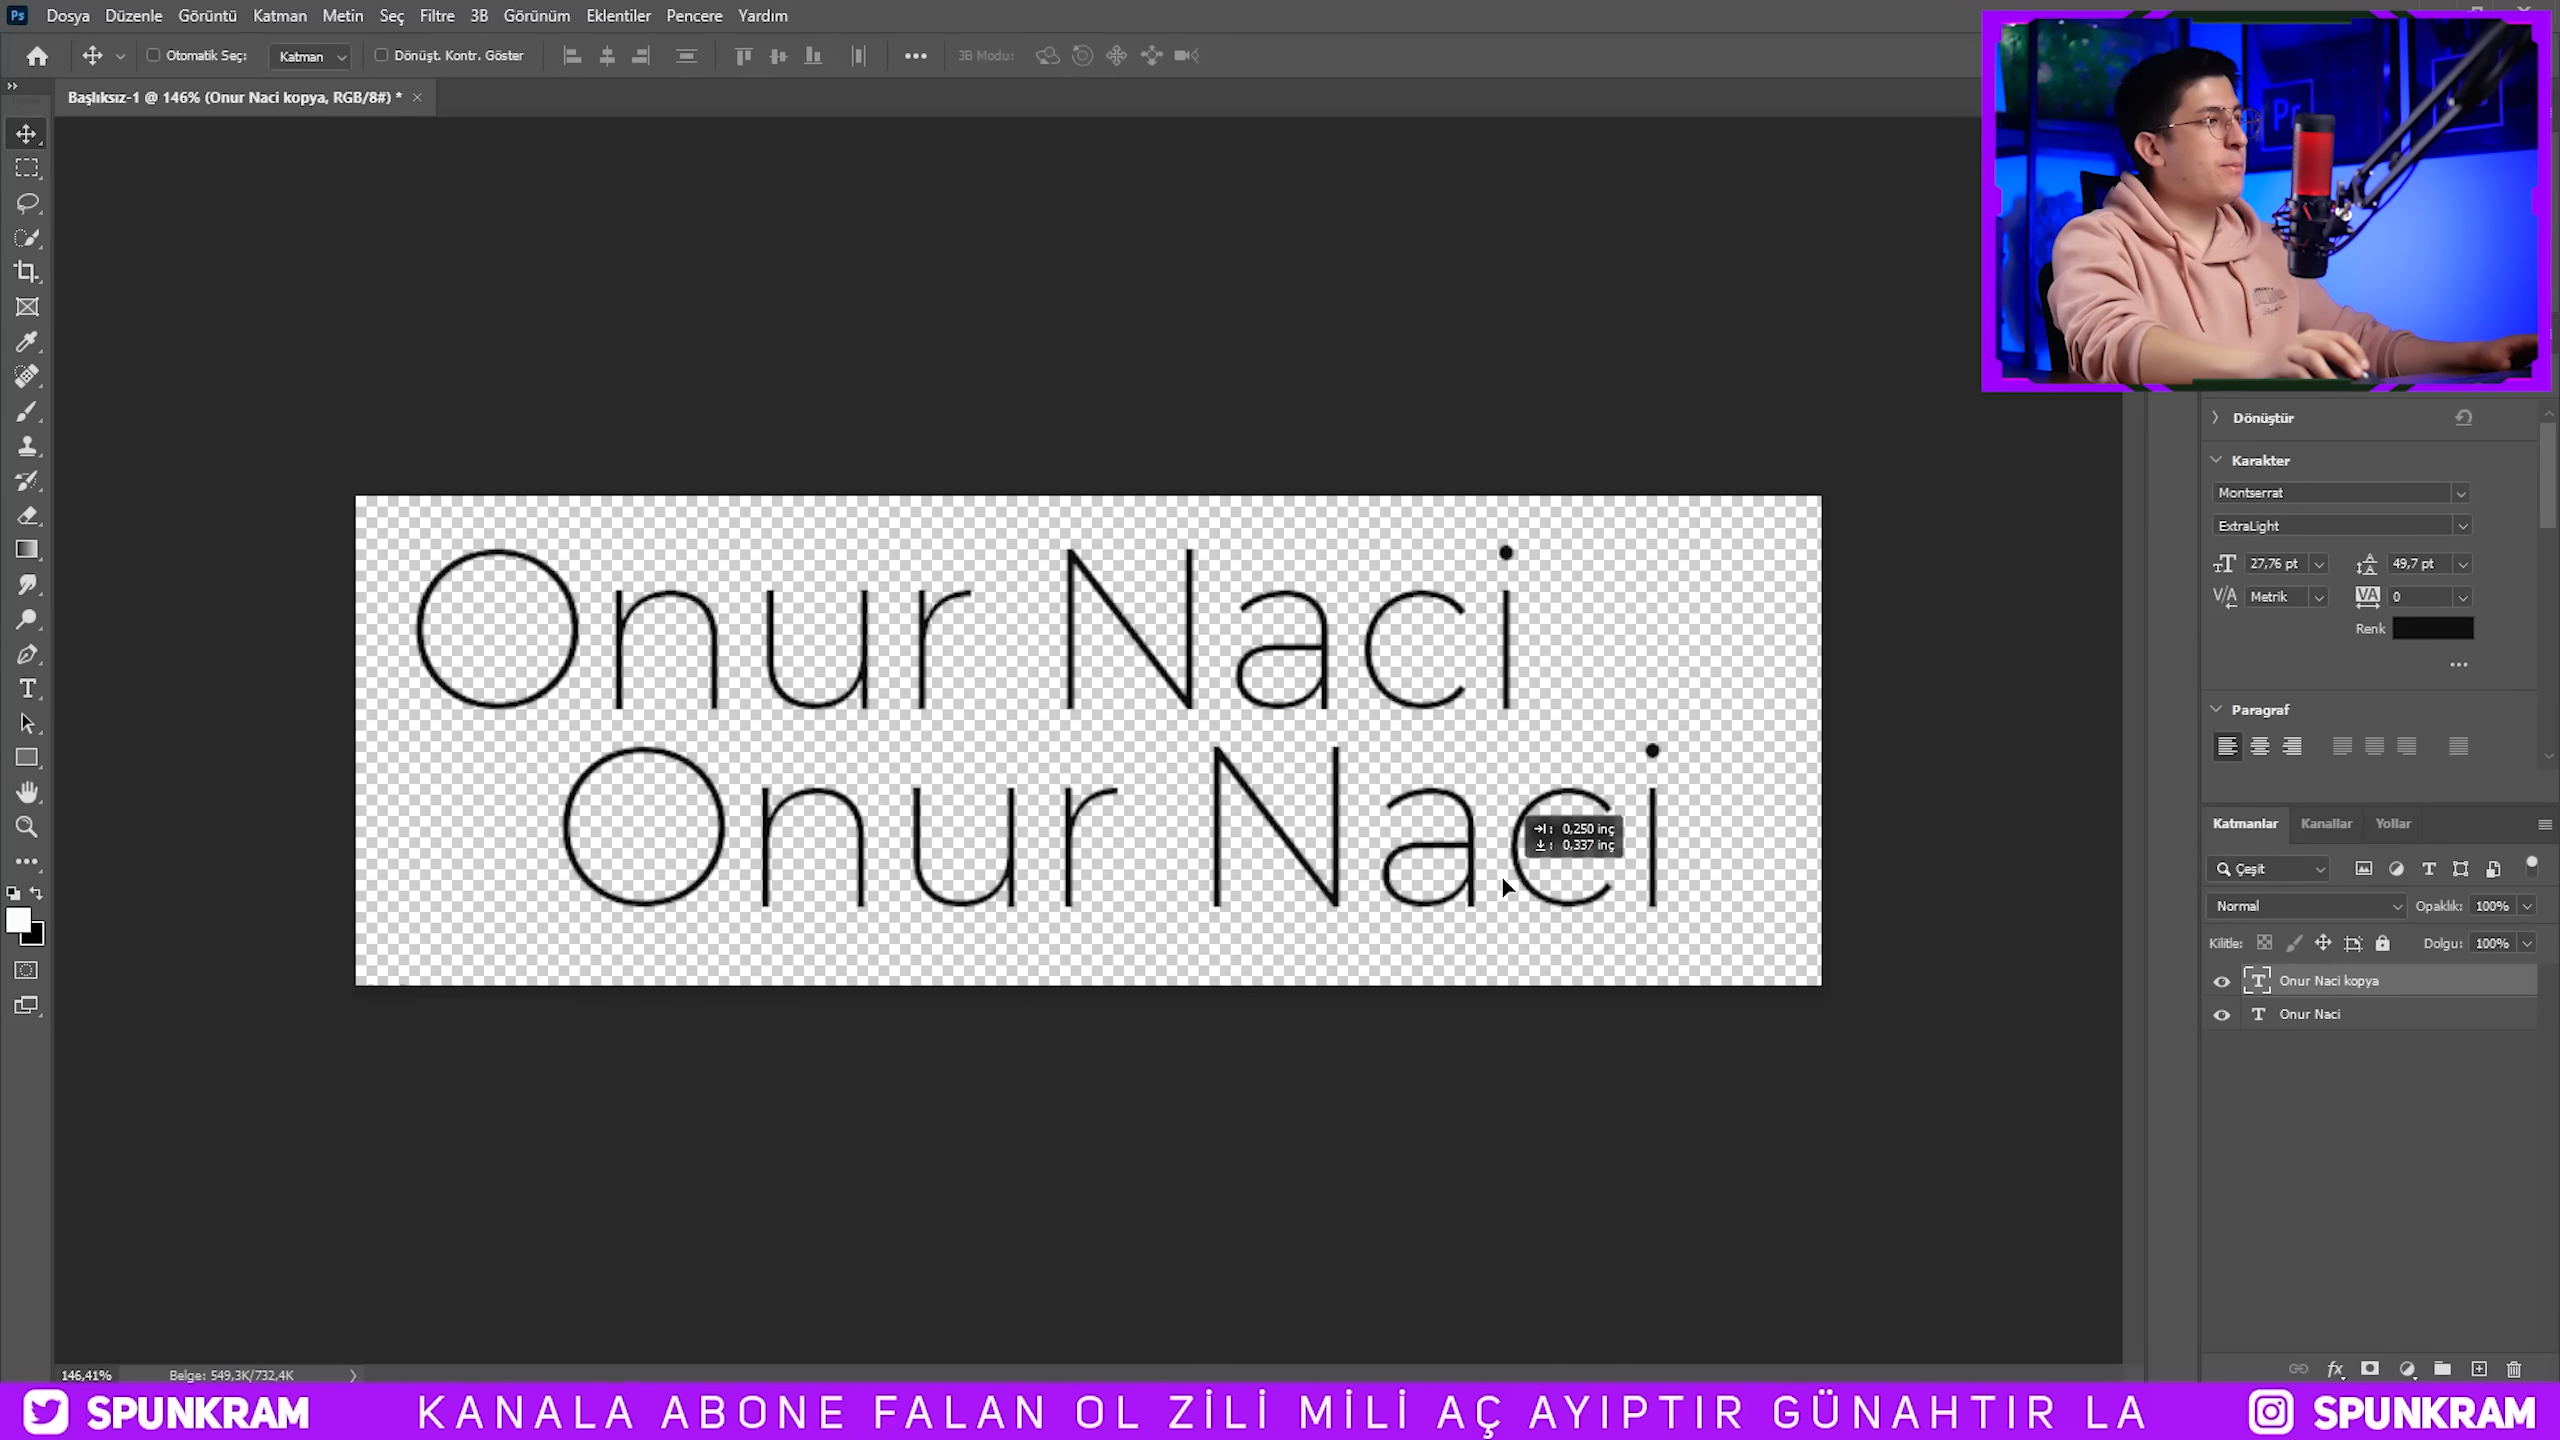 Ps Dosya Düzenle Görüntü Katman Metin Seç Filtre 3B Görünüm Eklentiler Pencere Yardım
Otomatik Seç: Katman Dönüşt. Kontr. Göster 3B Modu:
Başlıksız-1 @ 146% (Onur Naci kopya, RGB/8#) *
Pr
Dönüştür
Karakter
Montserrat
ExtraLight
27,76 pt 49,7 pt
Metrik 0
Renk
Paragraf
Onur Naci
Onur Naci
0,250 inç
0,337 inç
Katmanlar Kanallar Yollar
Çeşit
Normal Opaklık: 100%
Kilitle: Dolgu: 100%
Onur Naci kopya
Onur Naci
146,41% Belge: 549,3K/732,4K
SPUNKRAM KANALA ABONE FALAN OL ZİLİ MİLİ AÇ AYIPTIR GÜNAHTIR LA SPUNKRAM